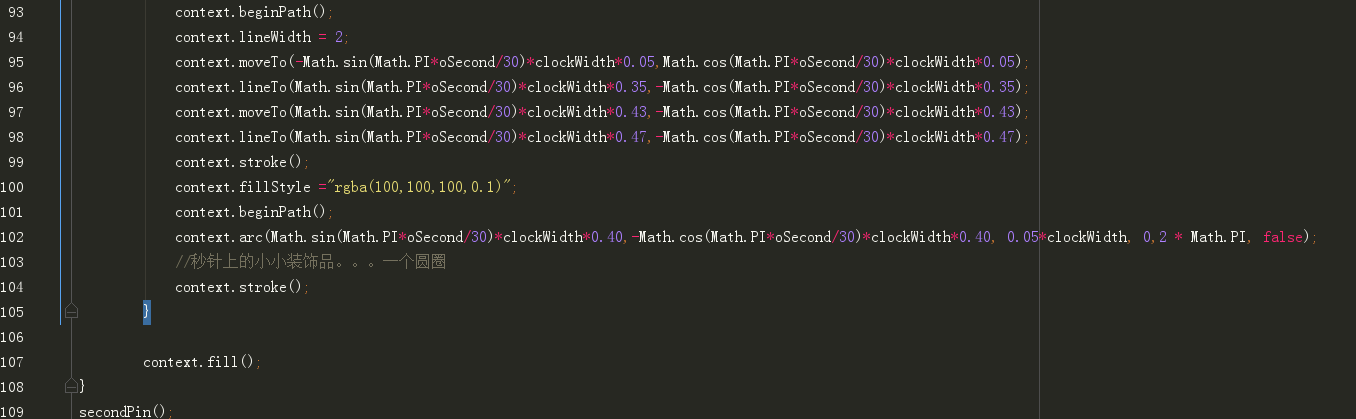 93 context.beginPath();
94 context.lineWidth = 2;
95 context.moveTo(-Math.sin(Math.PI*oSecond/30)*clockWidth*0.05,Math.cos(Math.PI*oSecond/30)*clockWidth*0.05);
96 context.lineTo(Math.sin(Math.PI*oSecond/30)*clockWidth*0.35,-Math.cos(Math.PI*oSecond/30)*clockWidth*0.35);
97 context.moveTo(Math.sin(Math.PI*oSecond/30)*clockWidth*0.43,-Math.cos(Math.PI*oSecond/30)*clockWidth*0.43);
98 context.lineTo(Math.sin(Math.PI*oSecond/30)*clockWidth*0.47,-Math.cos(Math.PI*oSecond/30)*clockWidth*0.47);
99 context.stroke();
100 context.fillStyle ="rgba(100,100,100,0.1)";
101 context.beginPath();
102 context.arc(Math.sin(Math.PI*oSecond/30)*clockWidth*0.40,-Math.cos(Math.PI*oSecond/30)*clockWidth*0.40, 0.05*clockWidth, 0,2 * Math.PI, false);
103 //秒针上的小小装饰品。。。一个圆圈
104 context.stroke();
105 }
106
107 context.fill();
108 }
109 secondPin();